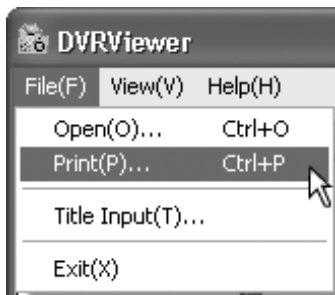 DVRViewer
File(F) View(V) Help(H)
Open(O)... Ctrl+O
Print(P)... Ctrl+P
Title Input(T)...
Exit(X)